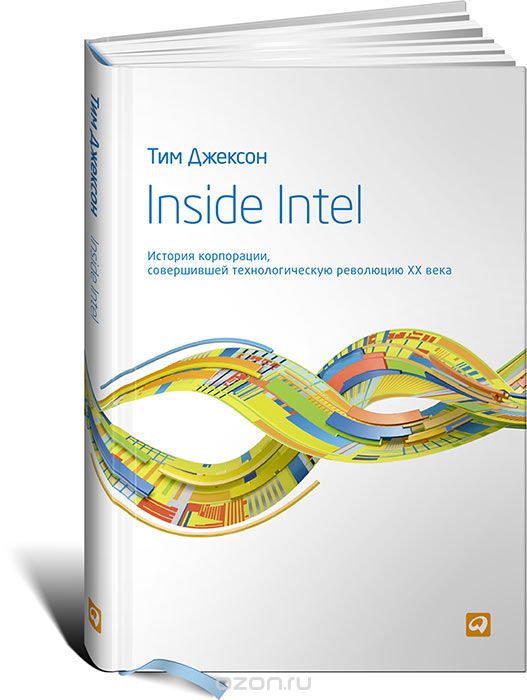 Тим Джексон
Inside Intel
История корпорации,
совершившей технологическую революцию XX века
Тим Джексон
Inside Intel
ozon.ru